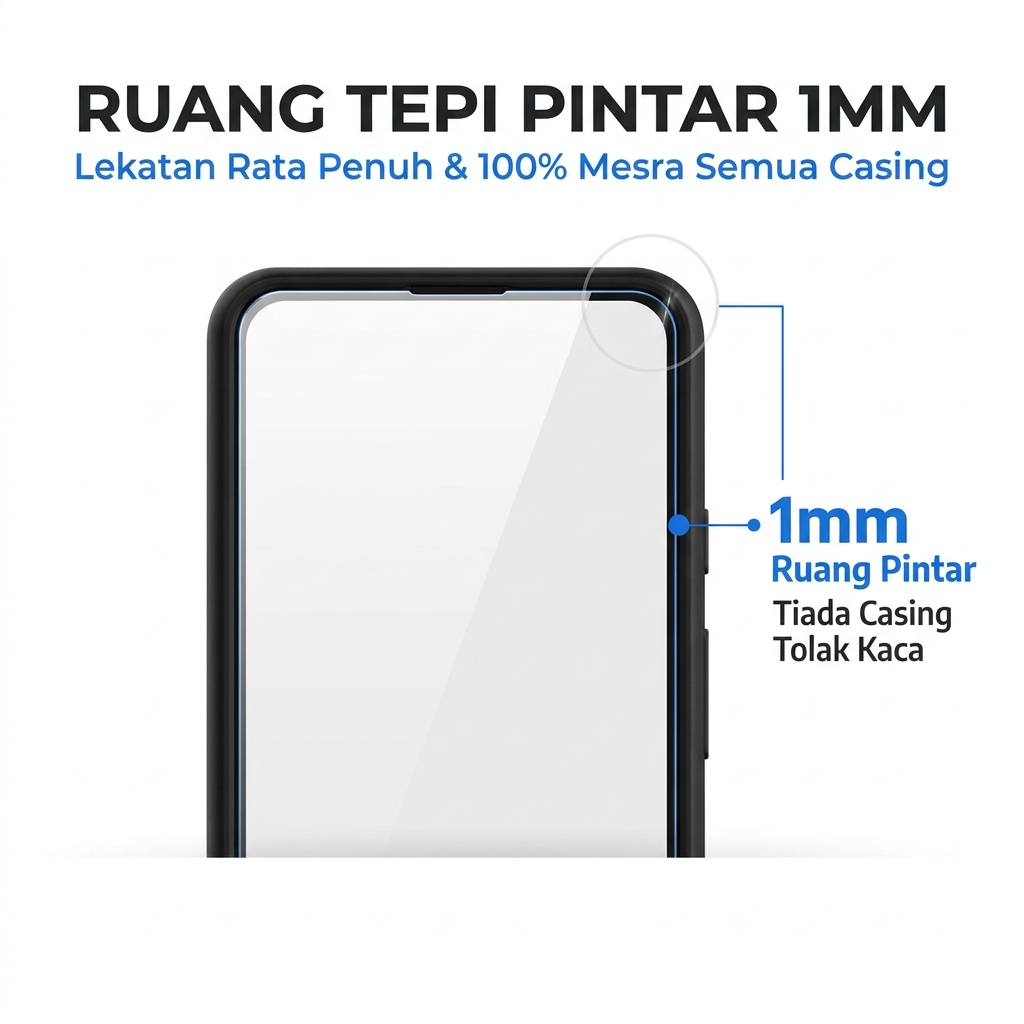 RUANG TEPI PINTAR 1MM
Lekatan Rata Penuh & 100% Mesra Semua Casing
1mm
Ruang Pintar
Tiada Casing
Tolak Kaca